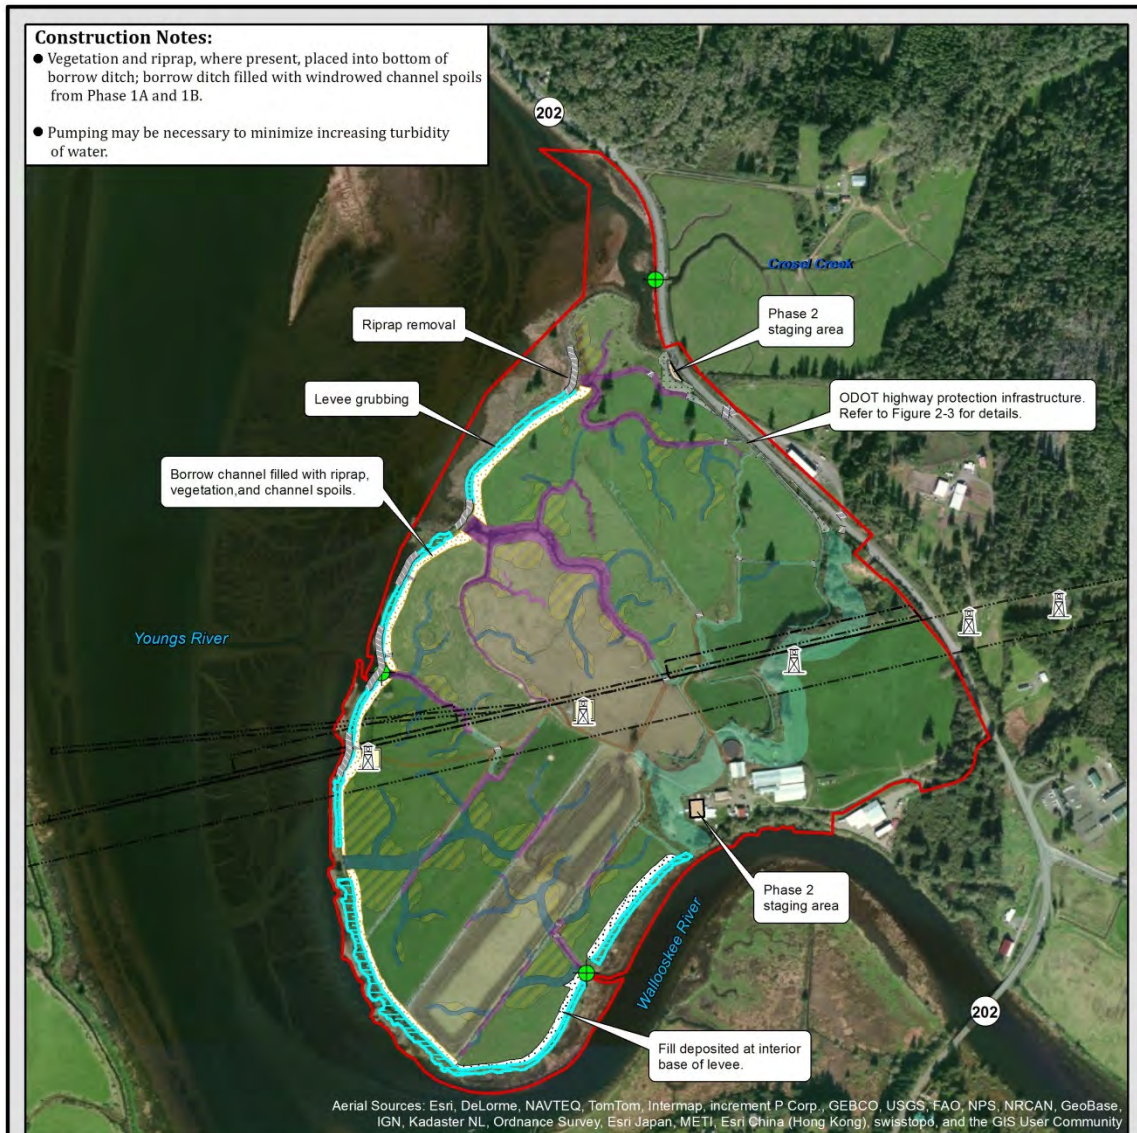 Construction Notes:
● Vegetation and riprap, where present, placed into bottom of
borrow ditch; borrow ditch filled with windrowed channel spoils
from Phase 1A and 1B.
● Pumping may be necessary to minimize increasing turbidity
of water.
202
Crosel Creek
Phase 2
staging area
Riprap removal
Levee grubbing
ODOT highway protection infrastructure.
Refer to Figure 2-3 for details.
Borrow channel filled with riprap,
vegetation,and channel spoils.
Youngs River
Phase 2
staging area
Wallooskee River
202
Fill deposited at interior
base of levee.
Aerial Sources: Esri, DeLorme, NAVTEQ, TomTom, Intermap, increment P Corp., GEBCO, USGS, FAO, NPS, NRCAN, GeoBase,
IGN, Kadaster NL, Ordnance Survey, Esri Japan, METI, Esri China (Hong Kong), swisstopo, and the GIS User Community